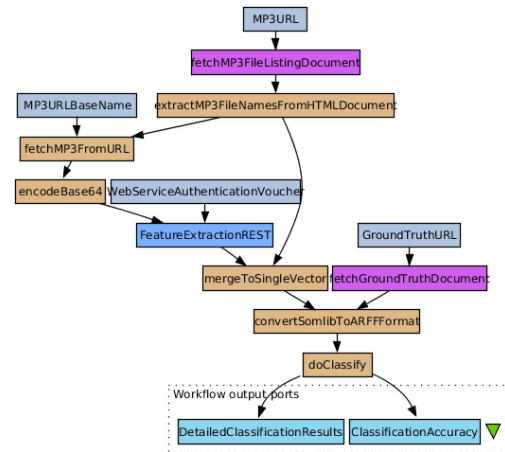 MP3URL
fetchMP3FileListingDocument
MP3URLBaseName
extractMP3FileNamesFromHTMLDocument
fetchMP3FromURL
encodeBase64
WebServiceAuthenticationVoucher
FeatureExtractionREST
GroundTruthURL
mergeToSingleVector
fetchGroundTruthDocument
convertSomlibToARFFFormat
doClassify
Workflow output ports
DetailedClassificationResults
ClassificationAccuracy